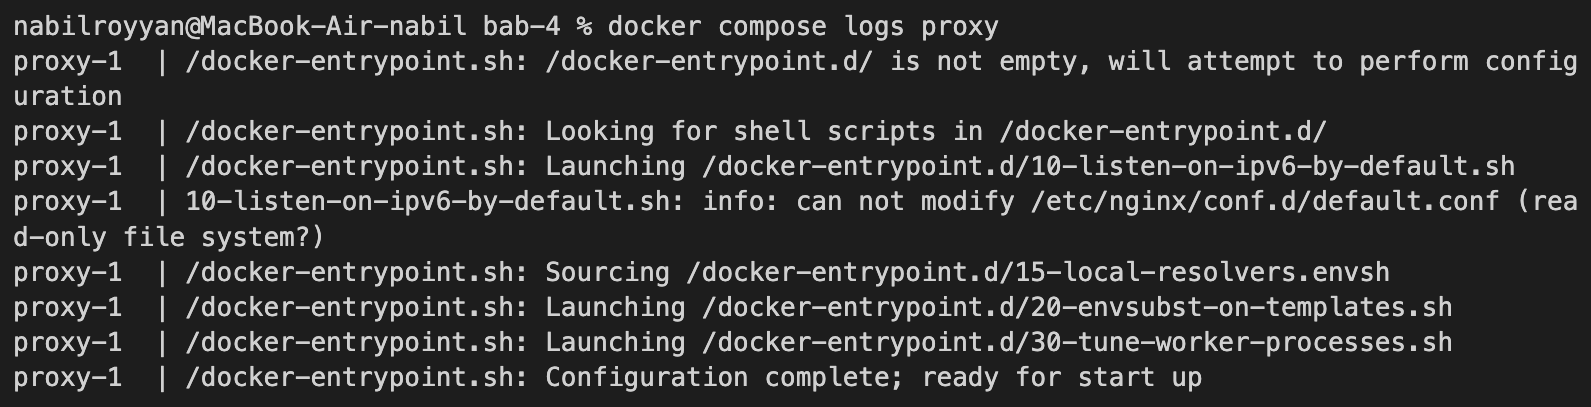 nabilroyyan@MacBook-Air-nabil bab-4 % docker compose logs proxy
proxy-1  | /docker-entrypoint.sh: /docker-entrypoint.d/ is not empty, will attempt to perform config
uration
proxy-1  | /docker-entrypoint.sh: Looking for shell scripts in /docker-entrypoint.d/
proxy-1  | /docker-entrypoint.sh: Launching /docker-entrypoint.d/10-listen-on-ipv6-by-default.sh
proxy-1  | 10-listen-on-ipv6-by-default.sh: info: can not modify /etc/nginx/conf.d/default.conf (rea
d-only file system?)
proxy-1  | /docker-entrypoint.sh: Sourcing /docker-entrypoint.d/15-local-resolvers.envsh
proxy-1  | /docker-entrypoint.sh: Launching /docker-entrypoint.d/20-envsubst-on-templates.sh
proxy-1  | /docker-entrypoint.sh: Launching /docker-entrypoint.d/30-tune-worker-processes.sh
proxy-1  | /docker-entrypoint.sh: Configuration complete; ready for start up